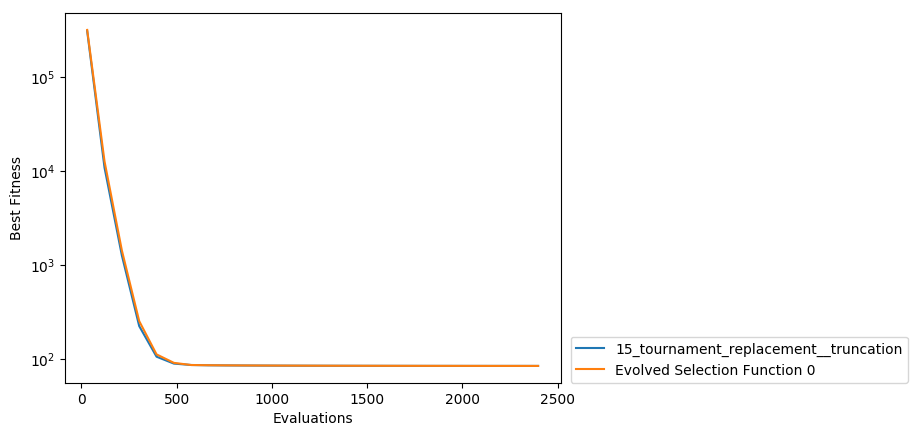 Best Fitness
10^5
10^4
10^3
10^2
0
500
1000
1500
2000
2500
Evaluations
15_tournament_replacement__truncation
Evolved Selection Function 0